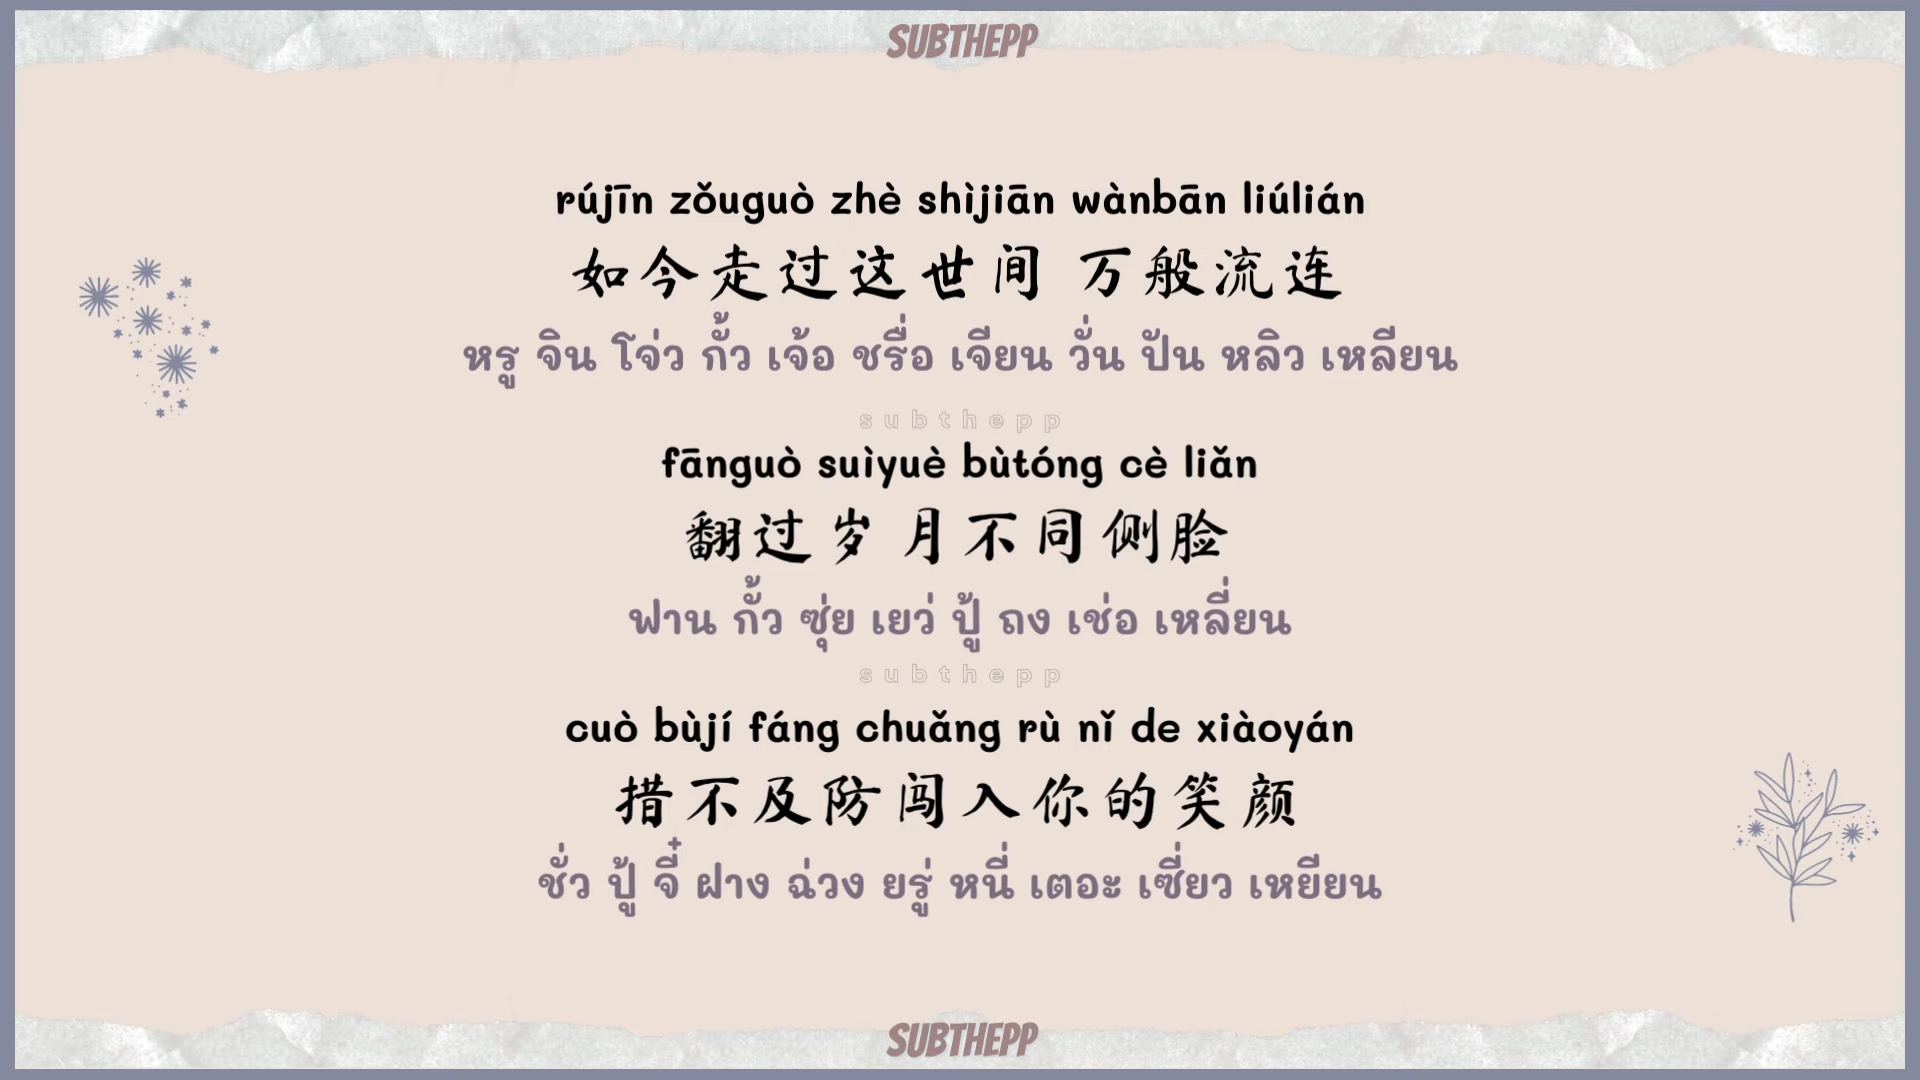 SUBTHEPP
rújīn zǒuguò zhè shìjiān wànbān liúlián
如今走过这世间 万般流连
หรู จิน โจ่ว กั้ว เจ้อ ชรื่อ เจียน วั่น ปัน หลิว เหลียน
subthepp
fānguò suìyuè bùtóng cè liǎn
翻过岁月不同侧脸
ฟาน กั้ว ซุ่ย เยว่ ปู้ ถง เช่อ เหลี่ยน
subthepp
cuò bùjí fáng chuǎng rù nǐ de xiàoyán
措不及防闯入你的笑颜
ชั่ว ปู้ จี๋ ฝาง ฉ่วง ยรู่ หนี่ เตอะ เซี่ยว เหยียน
SUBTHEPP